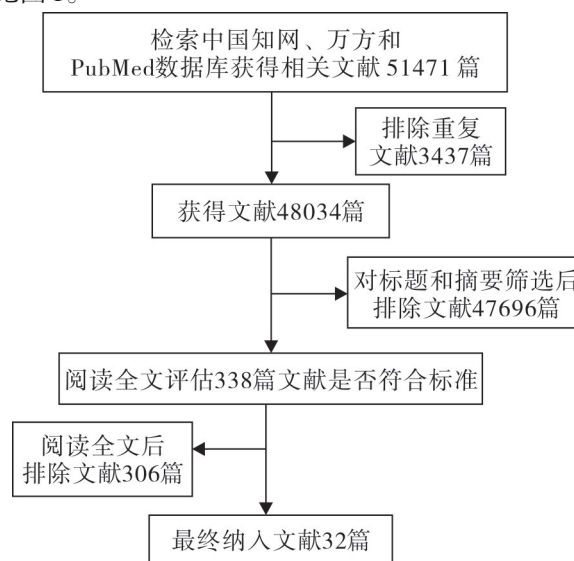 检索中国知网、万方和
PubMed数据库获得相关文献 51471 篇
排除重复
文献3437篇
获得文献48034篇
对标题和摘要筛选后
排除文献47696篇
阅读全文评估338篇文献是否符合标准
阅读全文后
排除文献306篇
最终纳入文献32篇